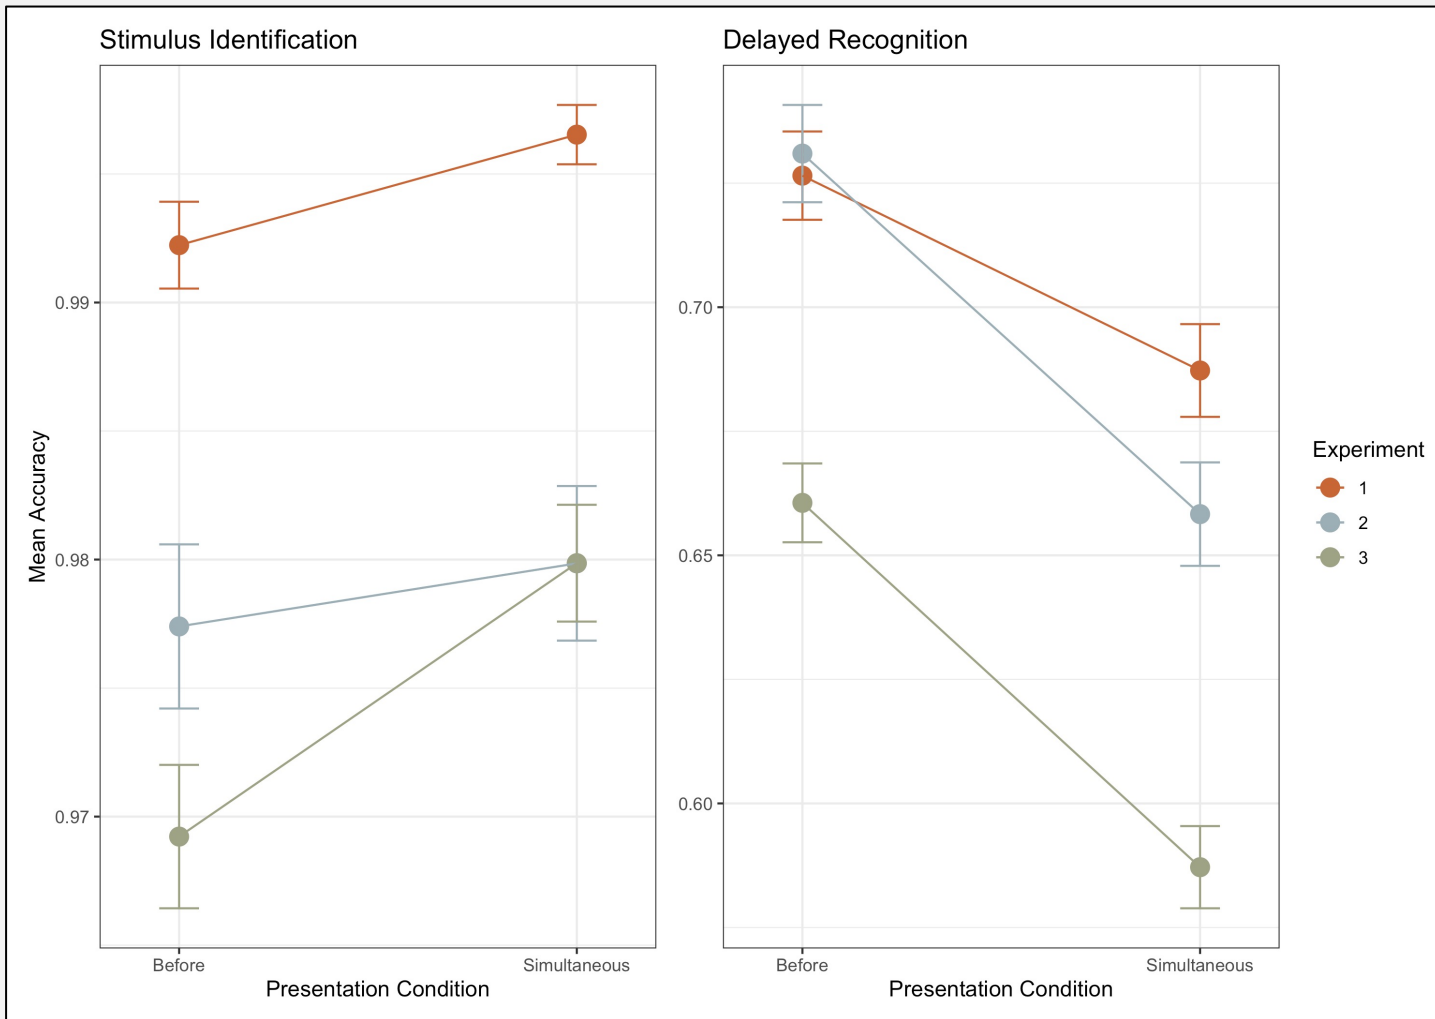 Stimulus Identification
Mean Accuracy
0.99
0.98
0.97
Before
Simultaneous
Presentation Condition
Delayed Recognition
0.70
0.65
0.60
Before
Simultaneous
Presentation Condition
Experiment
1
2
3